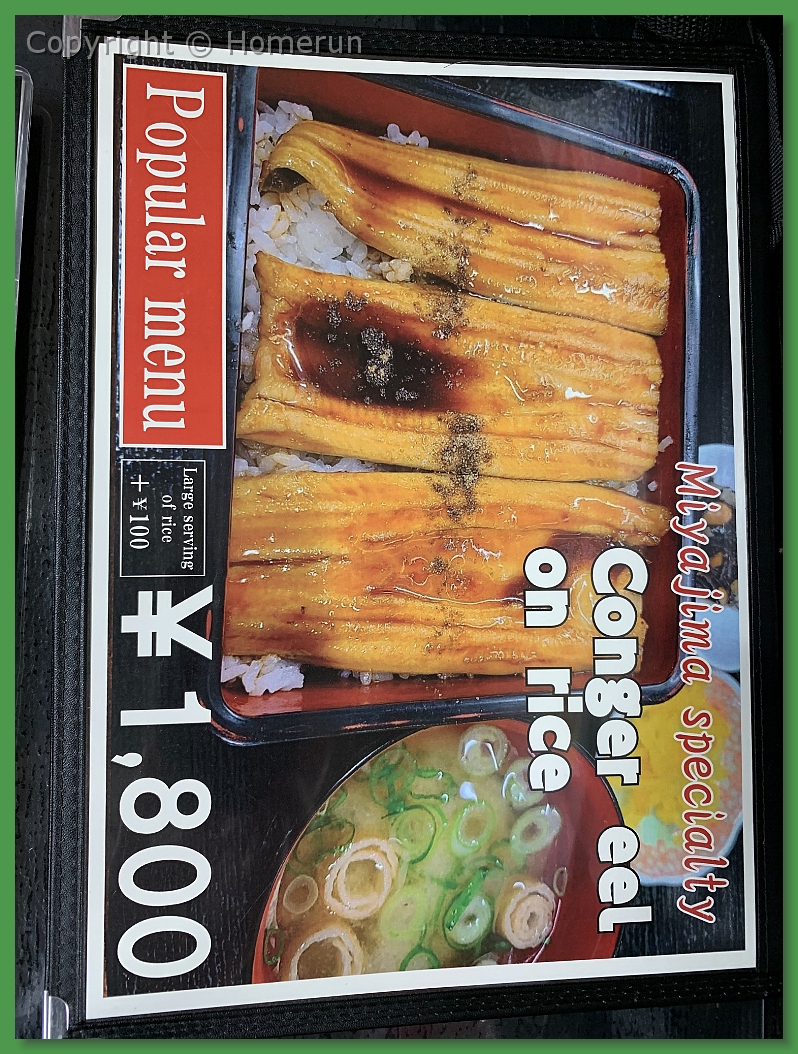 Copyright © Homerun
Miyajima specialty
Conger eel
on rice
Popular menu
Large serving
of rice
+¥100
¥1,800